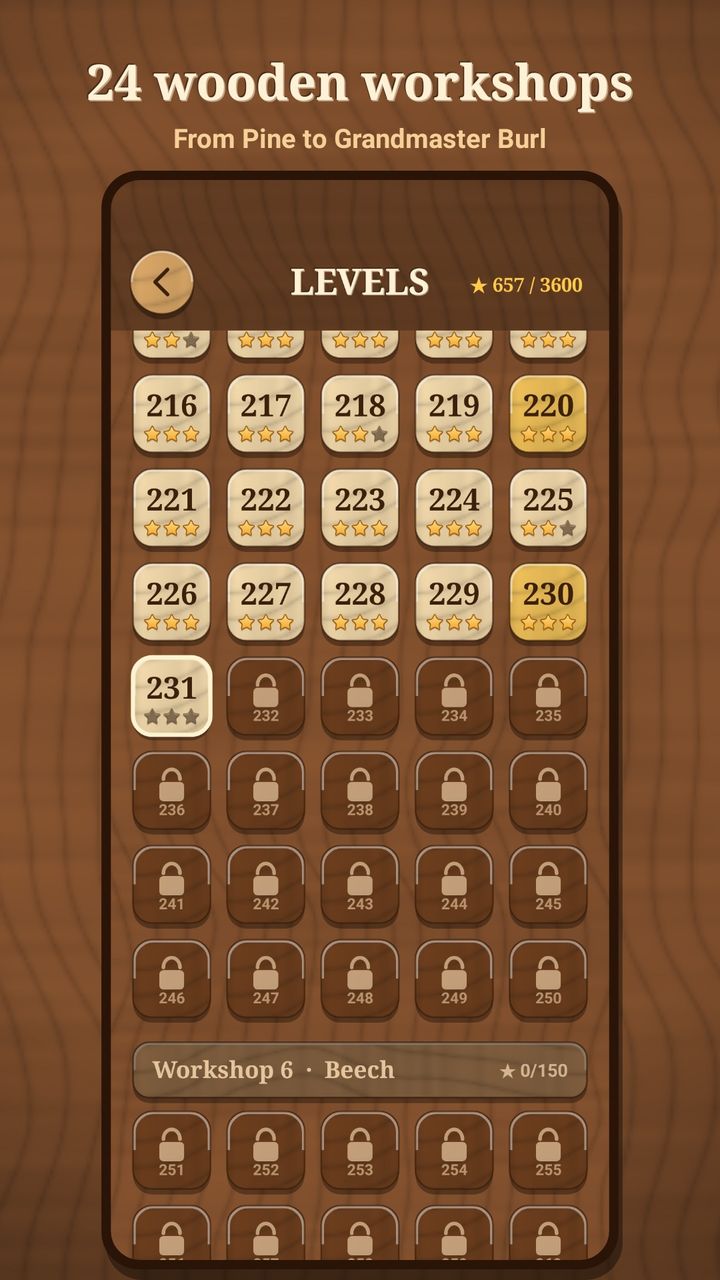 24 wooden workshops
From Pine to Grandmaster Burl
LEVELS ★ 657 / 3600
216 217 218 219 220
221 222 223 224 225
226 227 228 229 230
231 232 233 234 235
236 237 238 239 240
241 242 243 244 245
246 247 248 249 250
Workshop 6 · Beech ★ 0/150
251 252 253 254 255